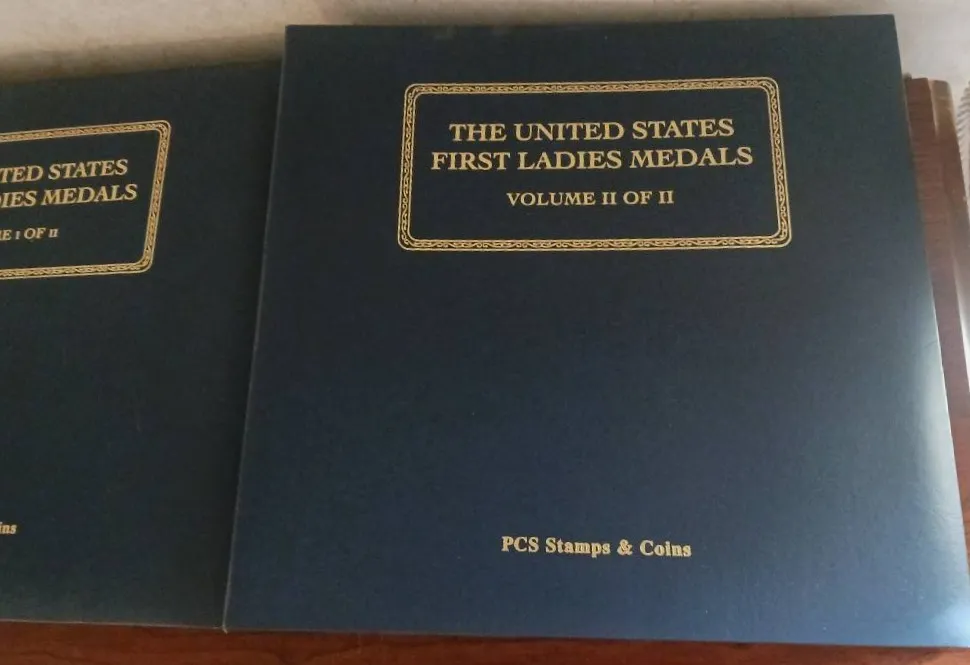 TED STATES
DIES MEDALS
E I OF II
ins
THE UNITED STATES
FIRST LADIES MEDALS
VOLUME II OF II
PCS Stamps & Coins